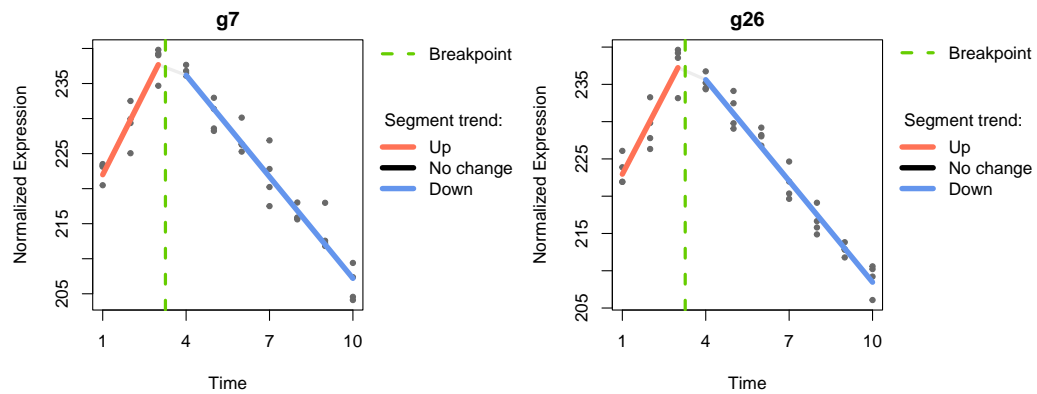 g7
Normalized Expression
235
225
215
205
1
4
7
10
Time
Breakpoint
Segment trend:
Up
No change
Down
g26
Normalized Expression
235
225
215
205
1
4
7
10
Time
Breakpoint
Segment trend:
Up
No change
Down